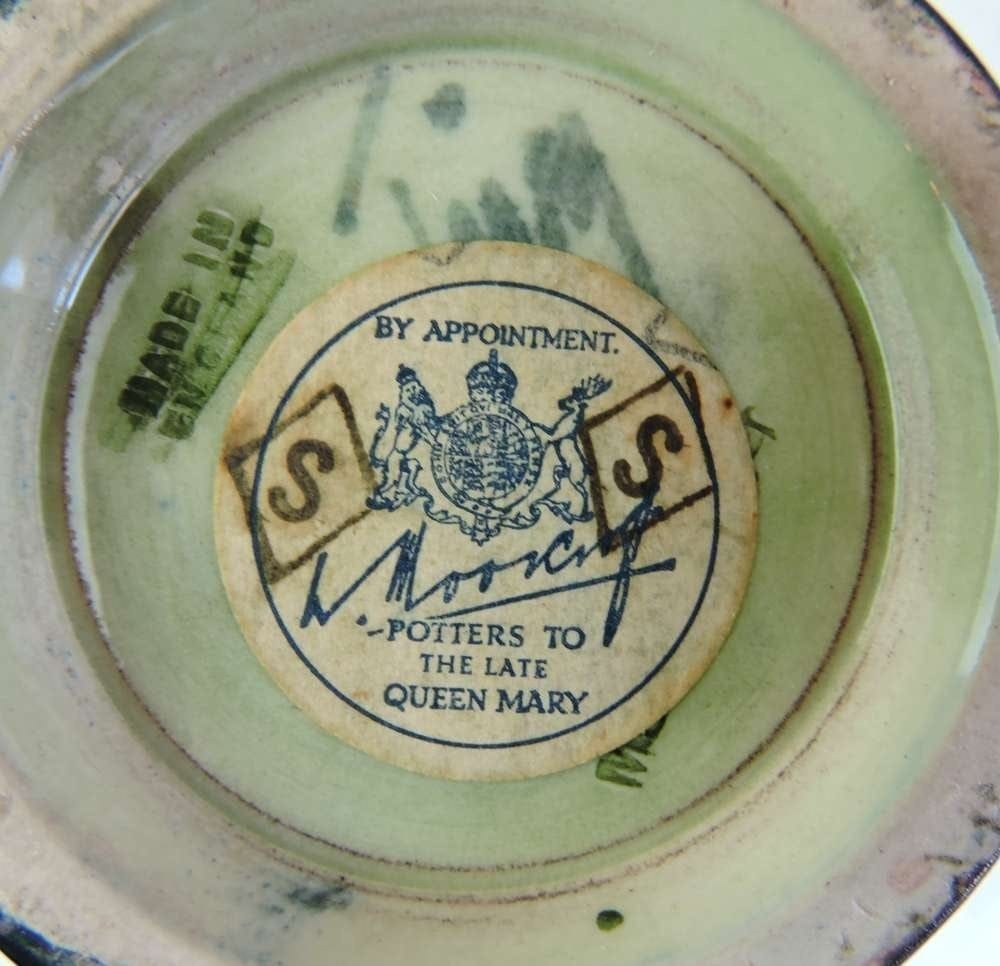 MADE IN
ENGLAND
BY APPOINTMENT.
S S
W. Moorcroft
POTTERS TO
THE LATE
QUEEN MARY